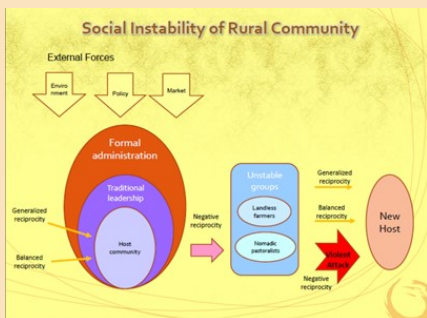 Social Instability of Rural Community
External Forces
Enviro
nment
Policy
Market
Formal
administration
Traditional
leadership
Host
community
Generalized
reciprocity
Balanced
reciprocity
Negative
reciprocity
Unstable
groups
Landless
farmers
Nomadic
pastoralists
Generalized
reciprocity
Balanced
reciprocity
Violent
attack
Negative
reciprocity
New
Host